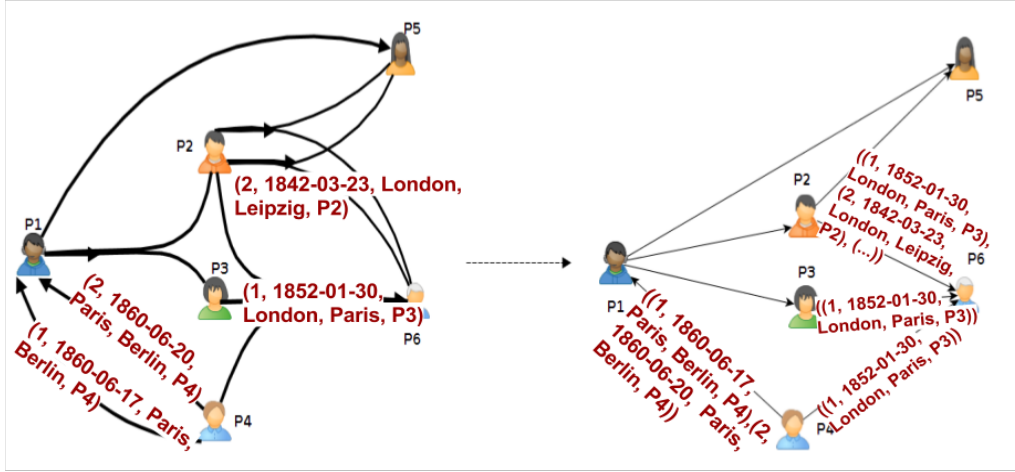 P5
P2
(2, 1842-03-23, London,
Leipzig, P2)
P1
P3
(1, 1852-01-30,
London, Paris, P3)
P6
(2, 1860-06-20,
Paris, Berlin, P4)
(1, 1860-06-17, Paris,
Berlin, P4)
P4
P5
P2
((1, 1852-01-30,
London, Paris, P3),
(2, 1842-03-23,
London, Leipzig,
P2), (...))
P6
P3
((1, 1852-01-30,
London, Paris, P3))
P1
((1, 1860-06-17,
Paris, Berlin, P4),(2,
1860-06-20, Paris,
Berlin, P4))
P4
((1, 1852-01-30,
London, Paris, P3))